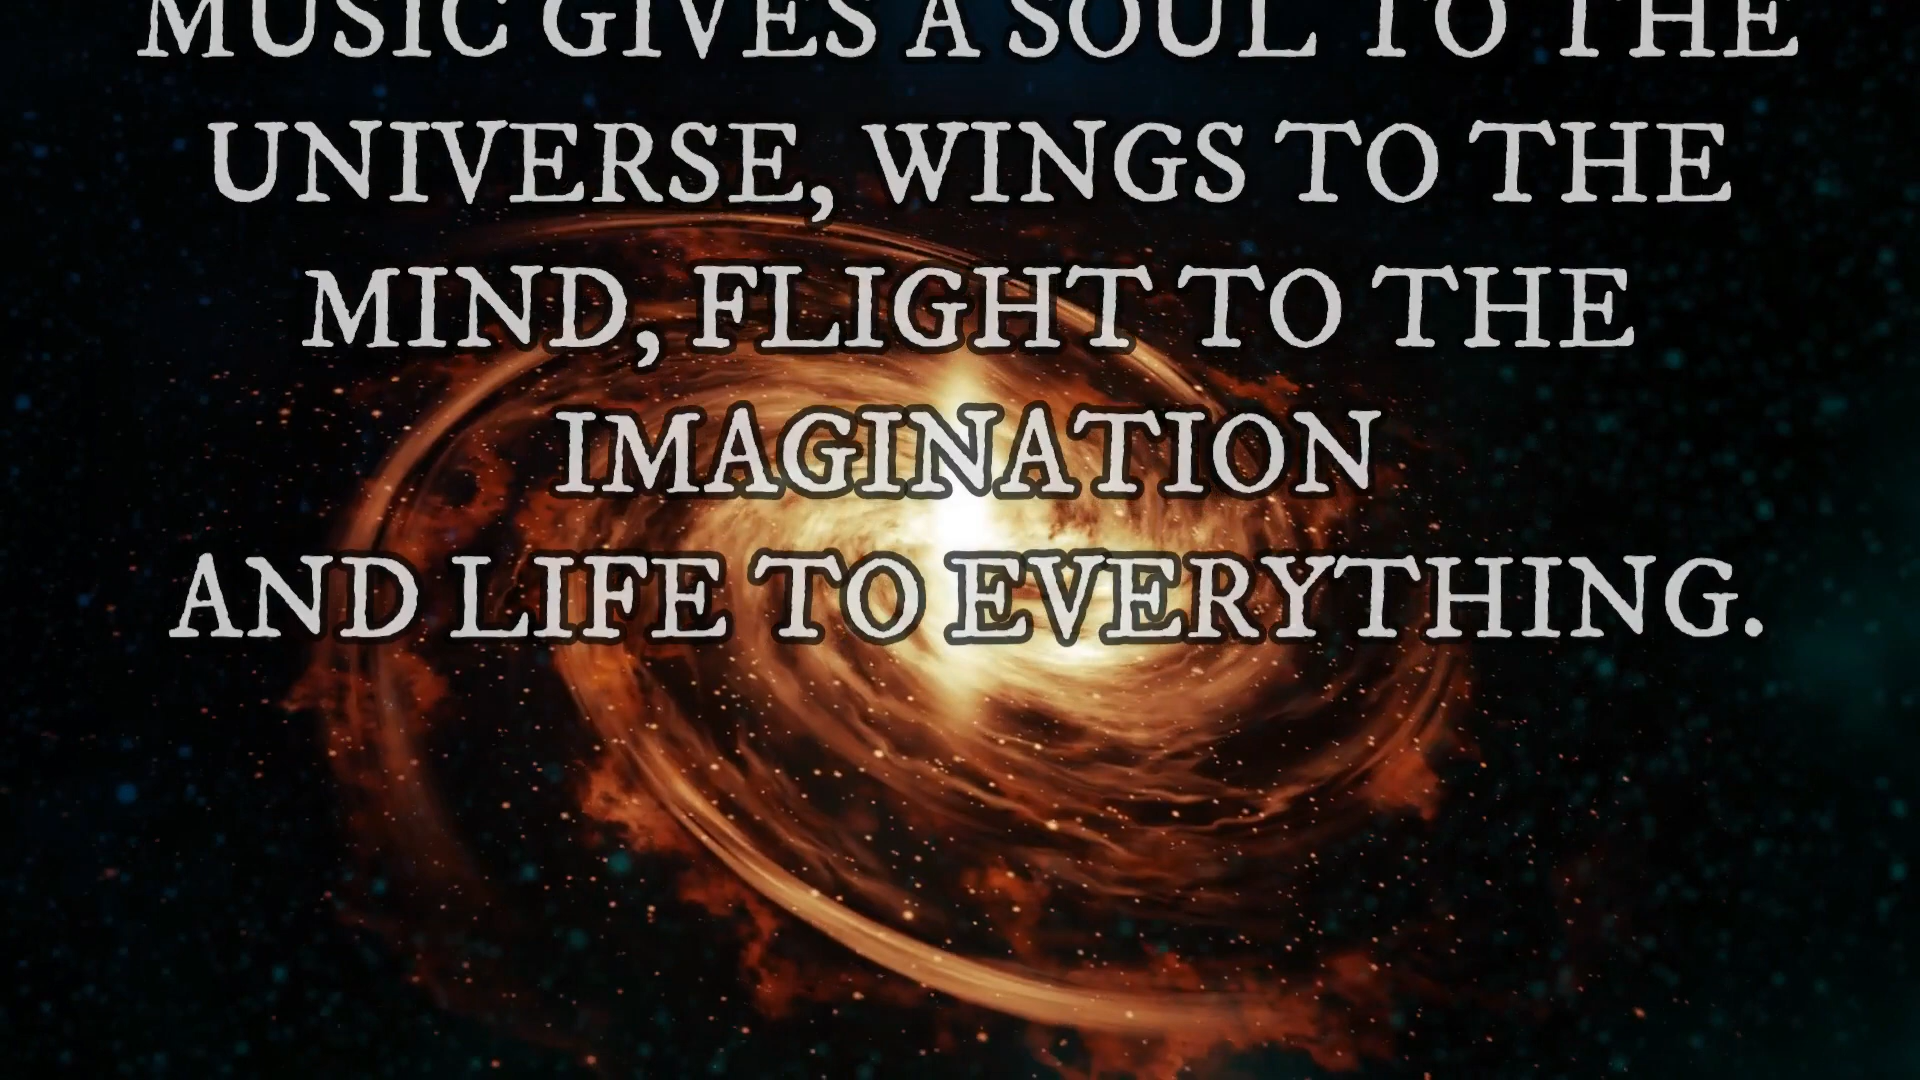 MUSIC GIVES A SOUL TO THE
UNIVERSE, WINGS TO THE
MIND, FLIGHT TO THE
IMAGINATION
AND LIFE TO EVERYTHING.